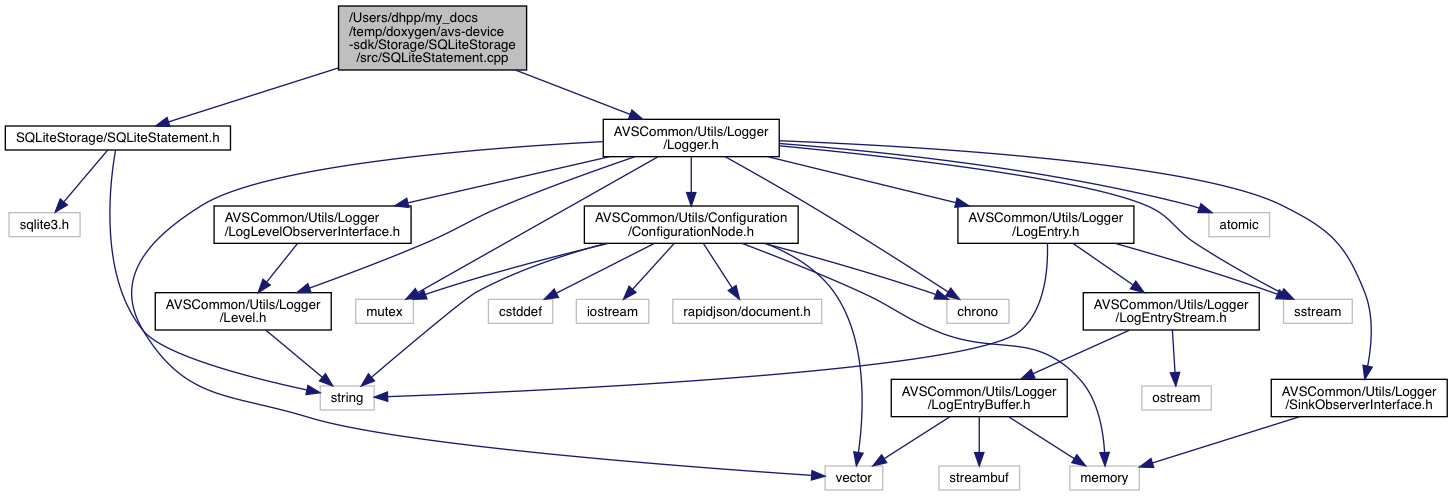 /Users/dhpp/my_docs
/temp/doxygen/avs-device
-sdk/Storage/SQLiteStorage
/src/SQLiteStatement.cpp
SQLiteStorage/SQLiteStatement.h
AVSCommon/Utils/Logger
/Logger.h
sqlite3.h
AVSCommon/Utils/Logger
/LogLevelObserverInterface.h
AVSCommon/Utils/Configuration
/ConfigurationNode.h
AVSCommon/Utils/Logger
/LogEntry.h
atomic
AVSCommon/Utils/Logger
/Level.h
mutex
cstddef
iostream
rapidjson/document.h
chrono
AVSCommon/Utils/Logger
/LogEntryStream.h
sstream
string
AVSCommon/Utils/Logger
/LogEntryBuffer.h
ostream
AVSCommon/Utils/Logger
/SinkObserverInterface.h
vector
streambuf
memory